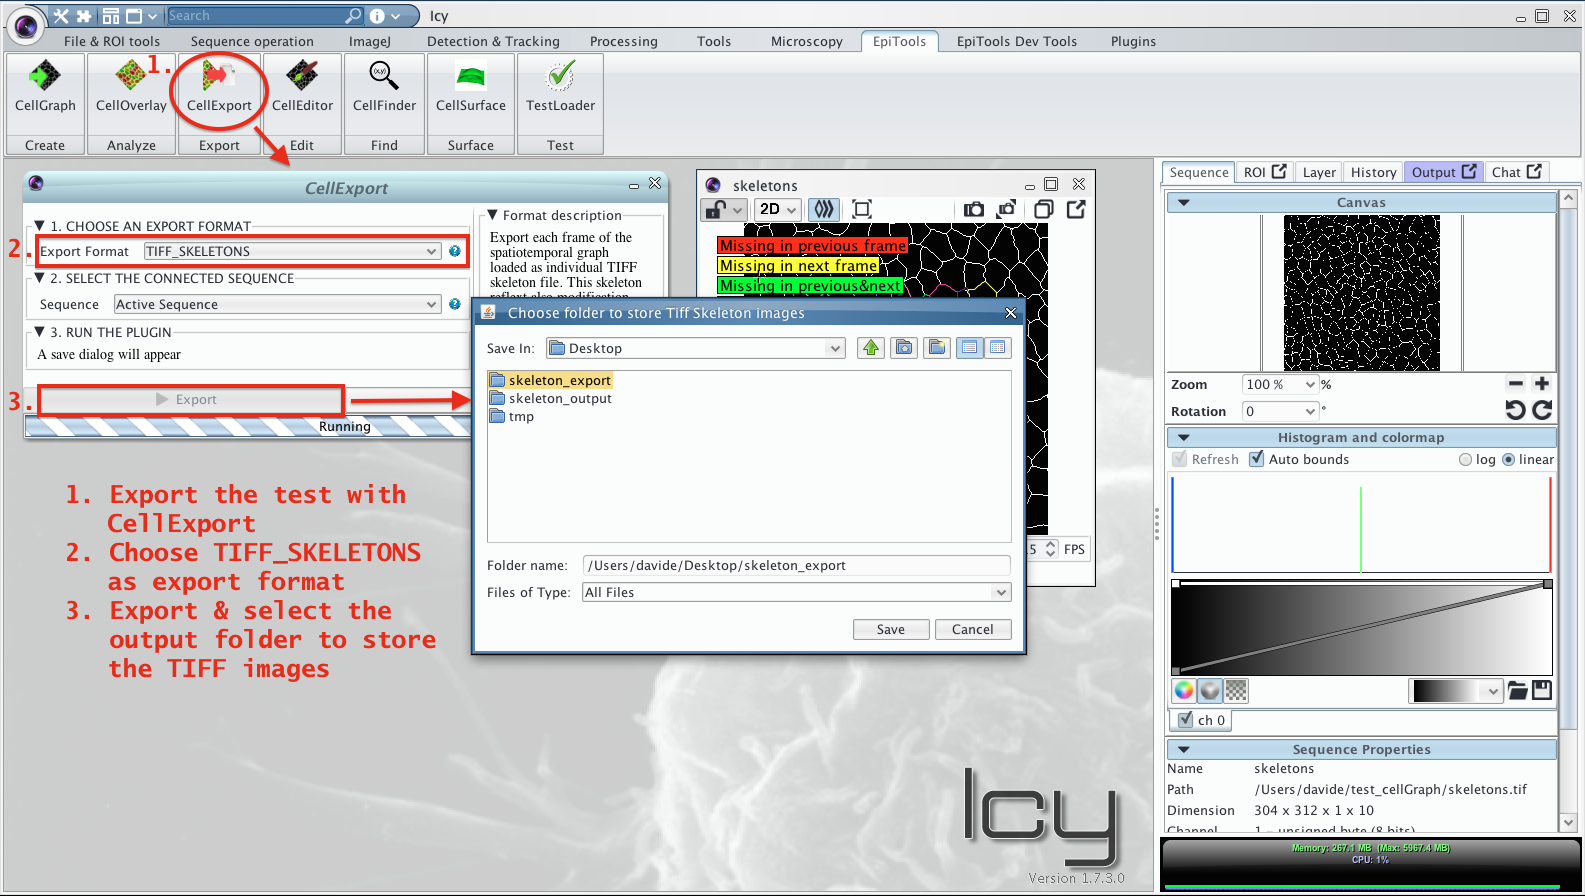 Search
Icy
File & ROI tools
Sequence operation
ImageJ
Detection & Tracking
Processing
Tools
Microscopy
EpiTools
EpiTools Dev Tools
Plugins
1.
(x,y)
CellGraph
CellOverlay
CellExport
CellEditor
CellFinder
CellSurface
TestLoader
Create
Analyze
Export
Edit
Find
Surface
Test
CellExport
1. CHOOSE AN EXPORT FORMAT
2.
Export Format
TIFF_SKELETONS
2. SELECT THE CONNECTED SEQUENCE
Sequence
Active Sequence
3. RUN THE PLUGIN
A save dialog will appear
3.
Export
Running
Format description
Export each frame of the
spatiotemporal graph
loaded as individual TIFF
skeleton file. This skeleton
reflext also modification
skeletons
2D
Missing in previous frame
Missing in next frame
Missing in previous&next
15
FPS
Choose folder to store Tiff Skeleton images
Save In:
Desktop
skeleton_export
skeleton_output
tmp
Folder name:
/Users/davide/Desktop/skeleton_export
Files of Type:
All Files
Save
Cancel
1. Export the test with
CellExport
2. Choose TIFF_SKELETONS
as export format
3. Export & select the
output folder to store
the TIFF images
Icy
Version 1.7.3.0
Sequence
ROI
Layer
History
Output
Chat
Canvas
Zoom
100 %
%
Rotation
0
°
Histogram and colormap
Refresh
Auto bounds
log
linear
ch 0
Sequence Properties
Name
skeletons
Path
/Users/davide/test_cellGraph/skeletons.tif
Dimension
304 x 312 x 1 x 10
Channel
1 - unsigned byte (8 bits)
Memory: 267.1 MB (Max: 5967.4 MB)
CPU: 1%